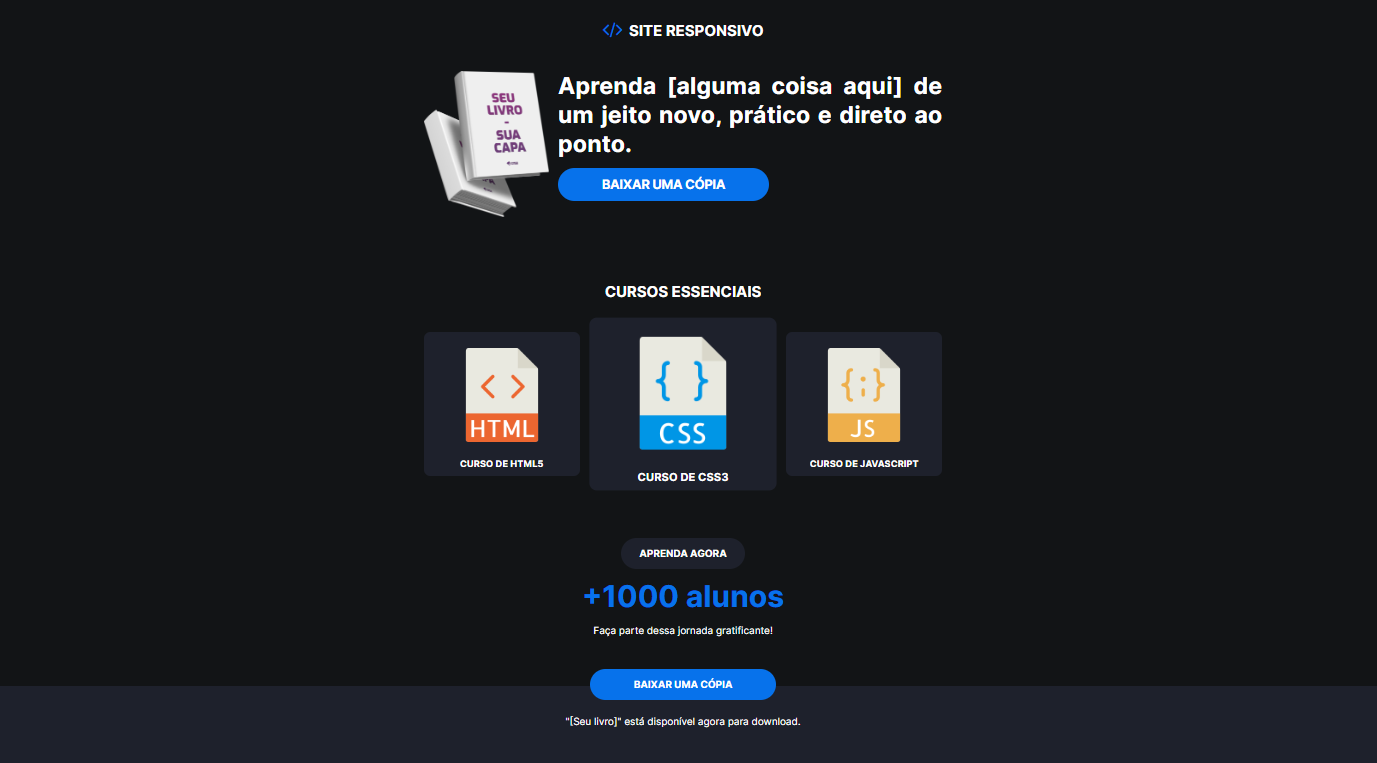 </> SITE RESPONSIVO
SEU
LIVRO
-
SUA
CAPA
Aprenda [alguma coisa aqui] de
um jeito novo, prático e direto ao
ponto.
BAIXAR UMA CÓPIA
CURSOS ESSENCIAIS
< >
HTML
CURSO DE HTML5
{ }
CSS
CURSO DE CSS3
{;}
JS
CURSO DE JAVASCRIPT
APRENDA AGORA
+1000 alunos
Faça parte dessa jornada gratificante!
BAIXAR UMA CÓPIA
"[Seu livro]" está disponível agora para download.